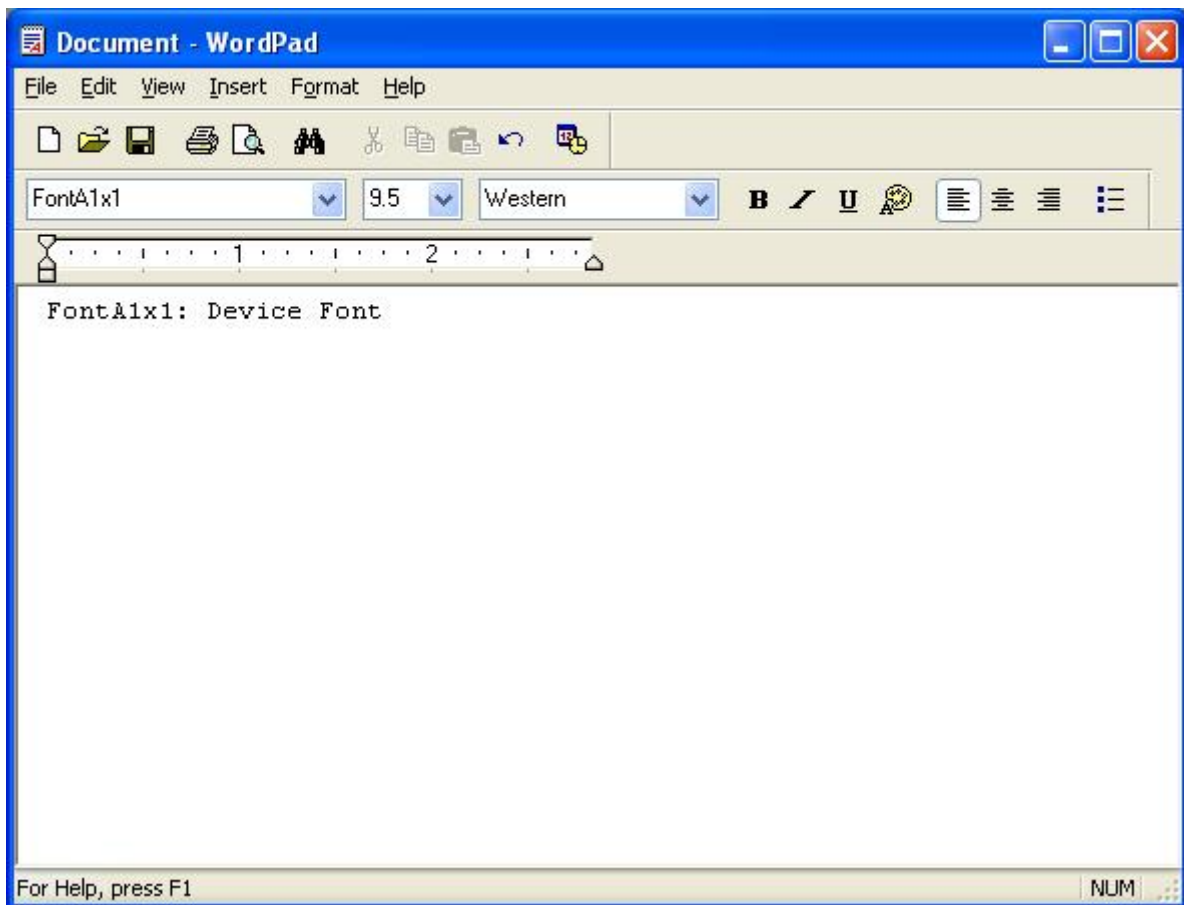 Document - WordPad
File Edit View Insert Format Help
FontA1x1 9.5 Western B / U
1 2
FontA1x1: Device Font
For Help, press F1 NUM